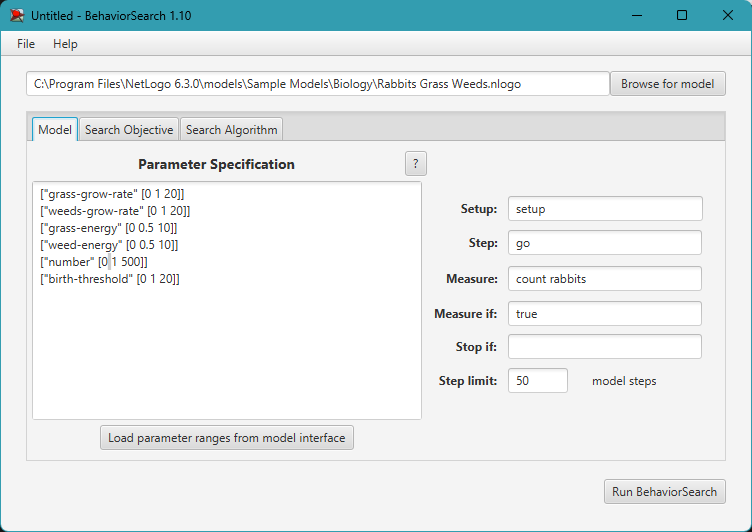 Untitled - BehaviorSearch 1.10
File Help
C:\Program Files\NetLogo 6.3.0\models\Sample Models\Biology\Rabbits Grass Weeds.nlogo Browse for model
Model Search Objective Search Algorithm
Parameter Specification ?
["grass-grow-rate" [0 1 20]]
["weeds-grow-rate" [0 1 20]]
["grass-energy" [0 0.5 10]]
["weed-energy" [0 0.5 10]]
["number" [0 1 500]]
["birth-threshold" [0 1 20]]
Load parameter ranges from model interface
Setup: setup
Step: go
Measure: count rabbits
Measure if: true
Stop if:
Step limit: 50 model steps
Run BehaviorSearch